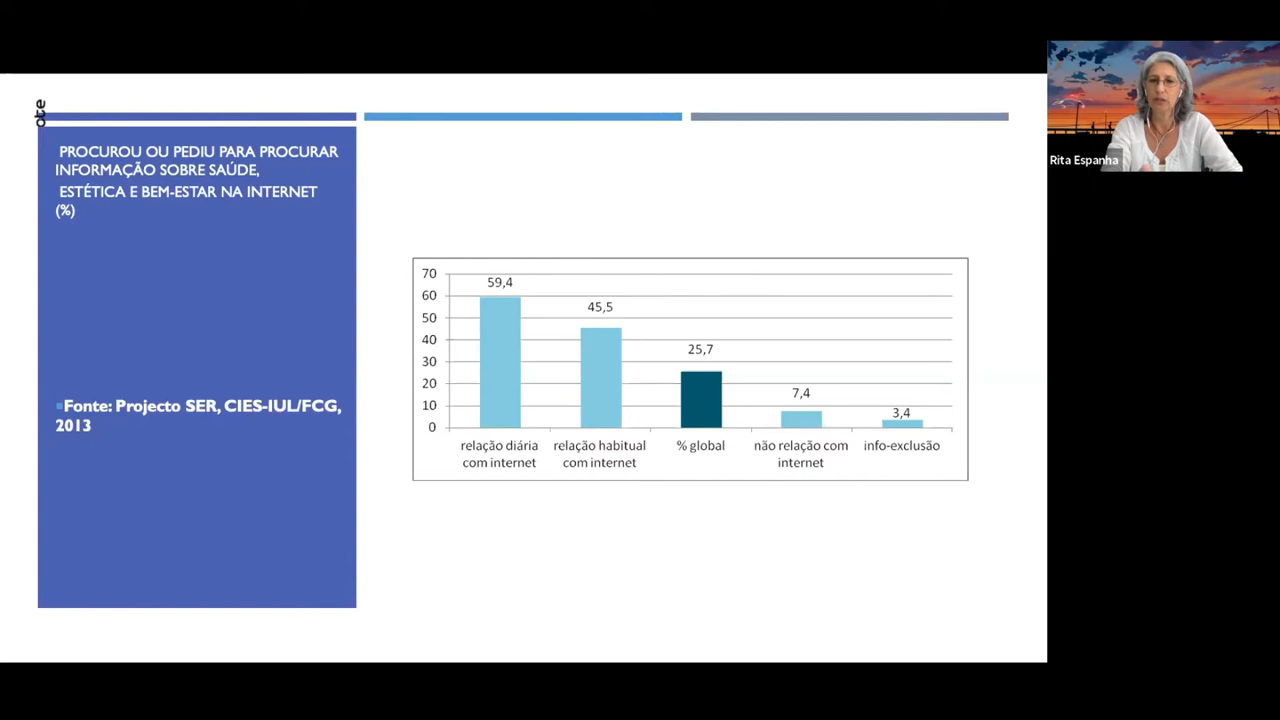 ote
PROCUROU OU PEDIU PARA PROCURAR
INFORMAÇÃO SOBRE SAÚDE,
ESTÉTICA E BEM-ESTAR NA INTERNET
(%)
Fonte: Projecto SER, CIES-IUL/FCG,
2013
70
60
50
40
30
20
10
0
59,4
45,5
25,7
7,4
3,4
relação diária
com internet
relação habitual
com internet
% global
não relação com
internet
info-exclusão
Rita Espanha